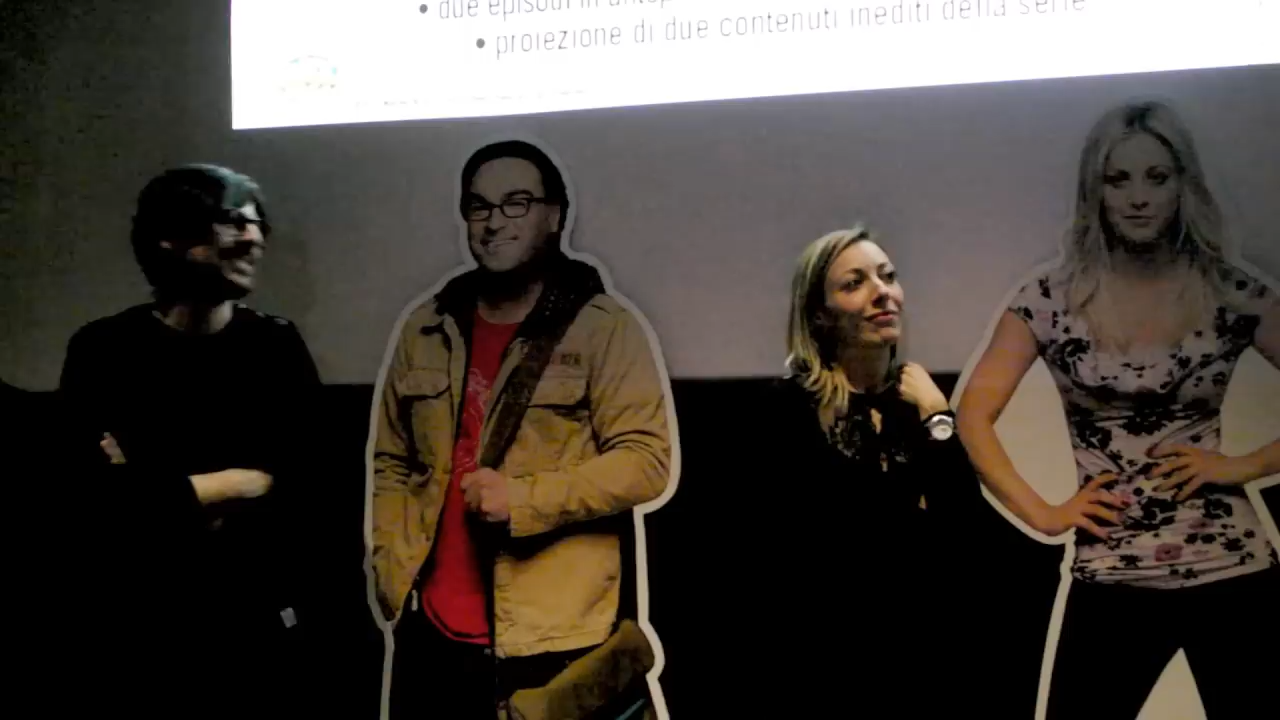 • due episodi in antep
• proiezione di due contenuti inediti della serie